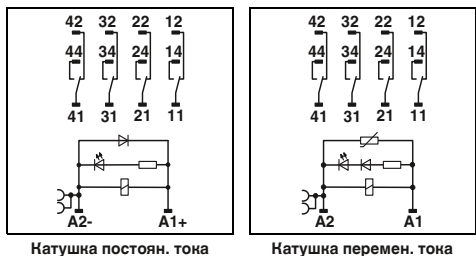 42 32 22 12
44 34 24 14
41 31 21 11
A2- A1+
Катушка постоян. тока
42 32 22 12
44 34 24 14
41 31 21 11
A2 A1
Катушка перемен. тока